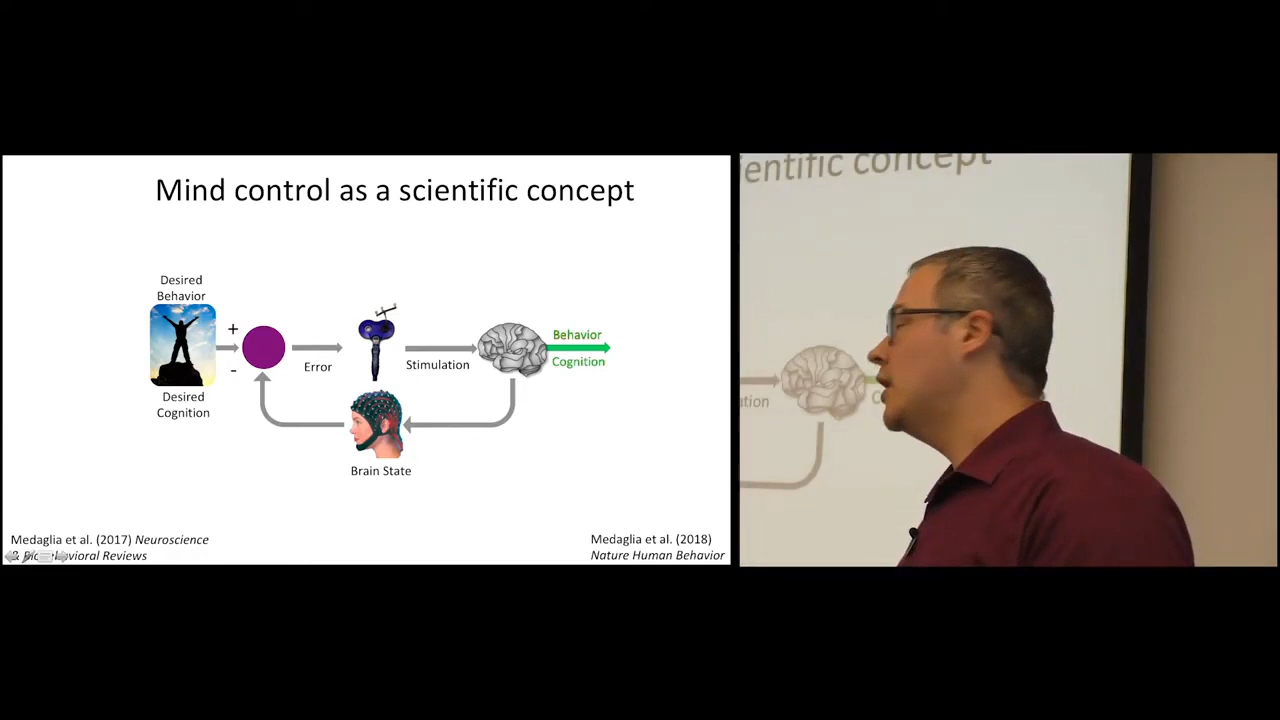 Mind control as a scientific concept
Desired
Behavior
+
-
Error
Stimulation
Behavior
Cognition
Desired
Cognition
Brain State
Medaglia et al. (2017) Neuroscience
& Biobehavioral Reviews
Medaglia et al. (2018)
Nature Human Behavior
entific concept
ation
C